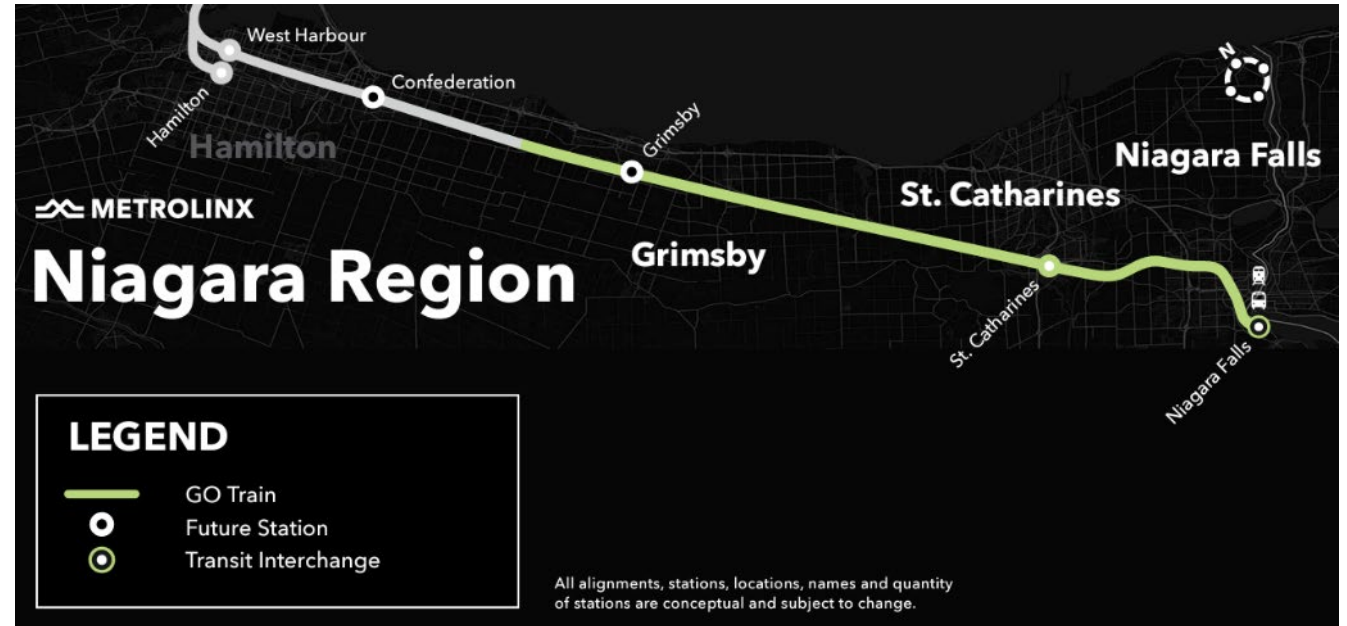 West Harbour
Confederation
Hamilton
Hamilton
Grimsby
N
Niagara Falls
St. Catharines
METROLINX
Grimsby
Niagara Region
St. Catharines
Niagara Falls
LEGEND
GO Train
Future Station
Transit Interchange
All alignments, stations, locations, names and quantity
of stations are conceptual and subject to change.